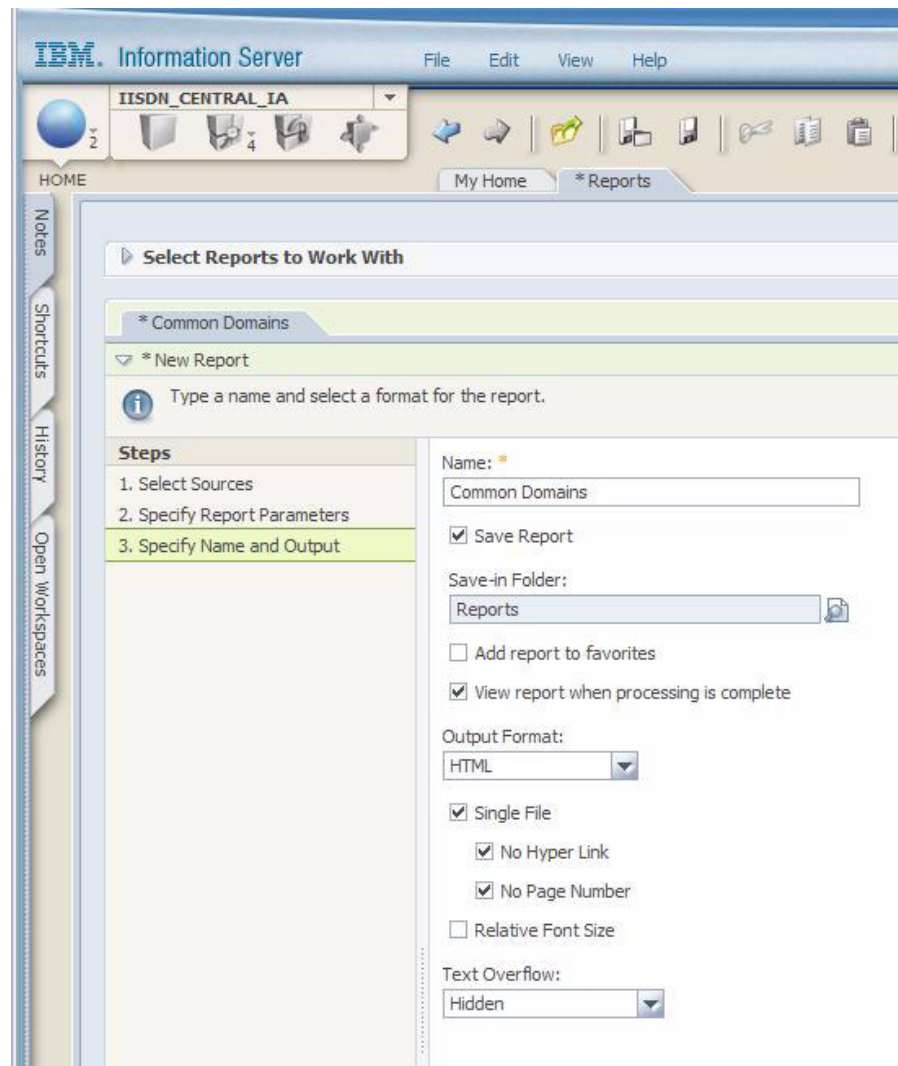 IBM. Information Server File Edit View Help
IISDN_CENTRAL_IA
2
4
HOME
My Home * Reports
Notes
Shortcuts
History
Open Workspaces
Select Reports to Work With
* Common Domains
* New Report
Type a name and select a format for the report.
Steps
1. Select Sources
2. Specify Report Parameters
3. Specify Name and Output
Name: *
Common Domains
Save Report
Save-in Folder:
Reports
Add report to favorites
View report when processing is complete
Output Format:
HTML
Single File
No Hyper Link
No Page Number
Relative Font Size
Text Overflow:
Hidden